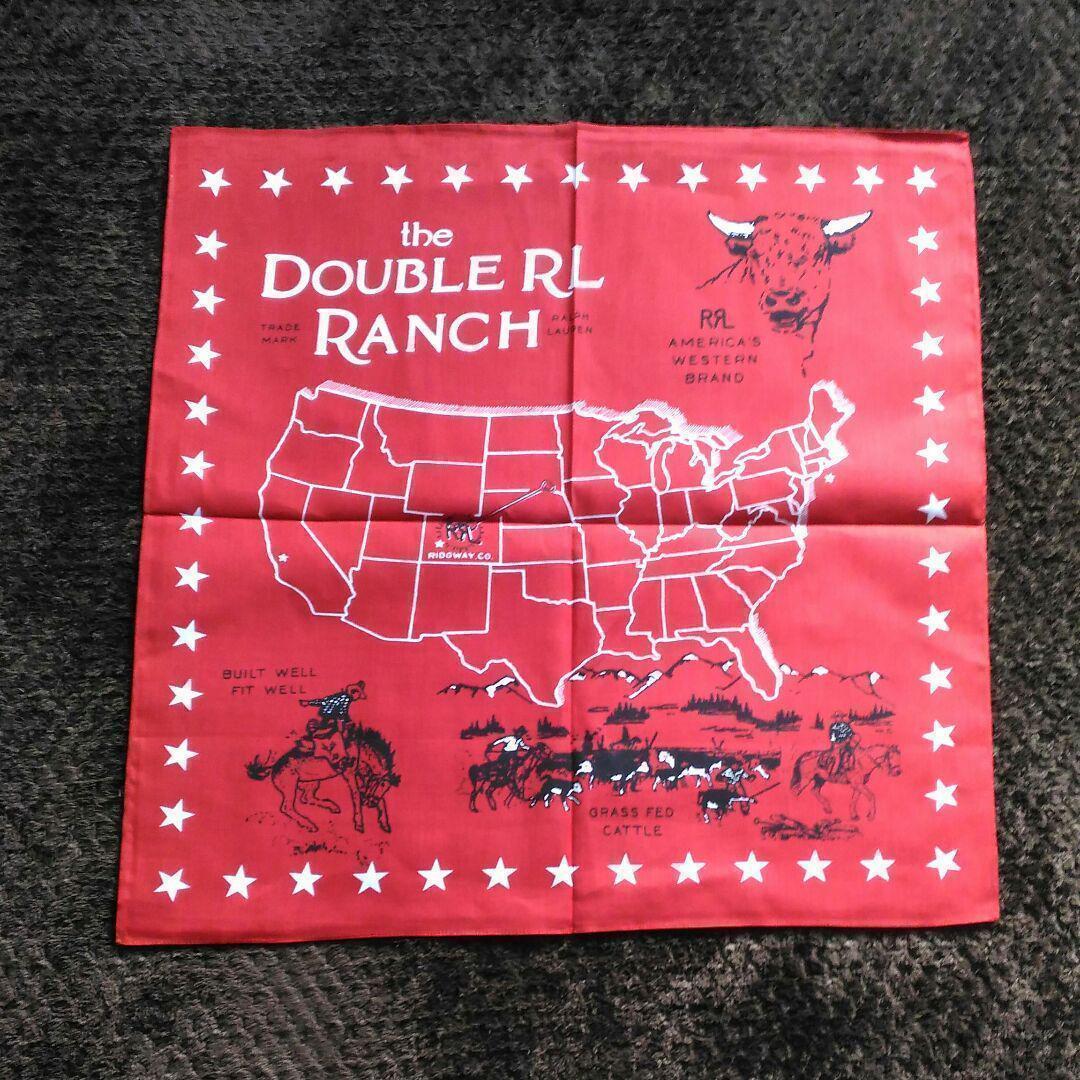 the
DOUBLE RL
RANCH
TRADE
MARK
RALPH
LAUREN
RRL
AMERICA'S
WESTERN
BRAND
RRL
RIDGWAY, CO.
BUILT WELL
FIT WELL
GRASS FED
CATTLE